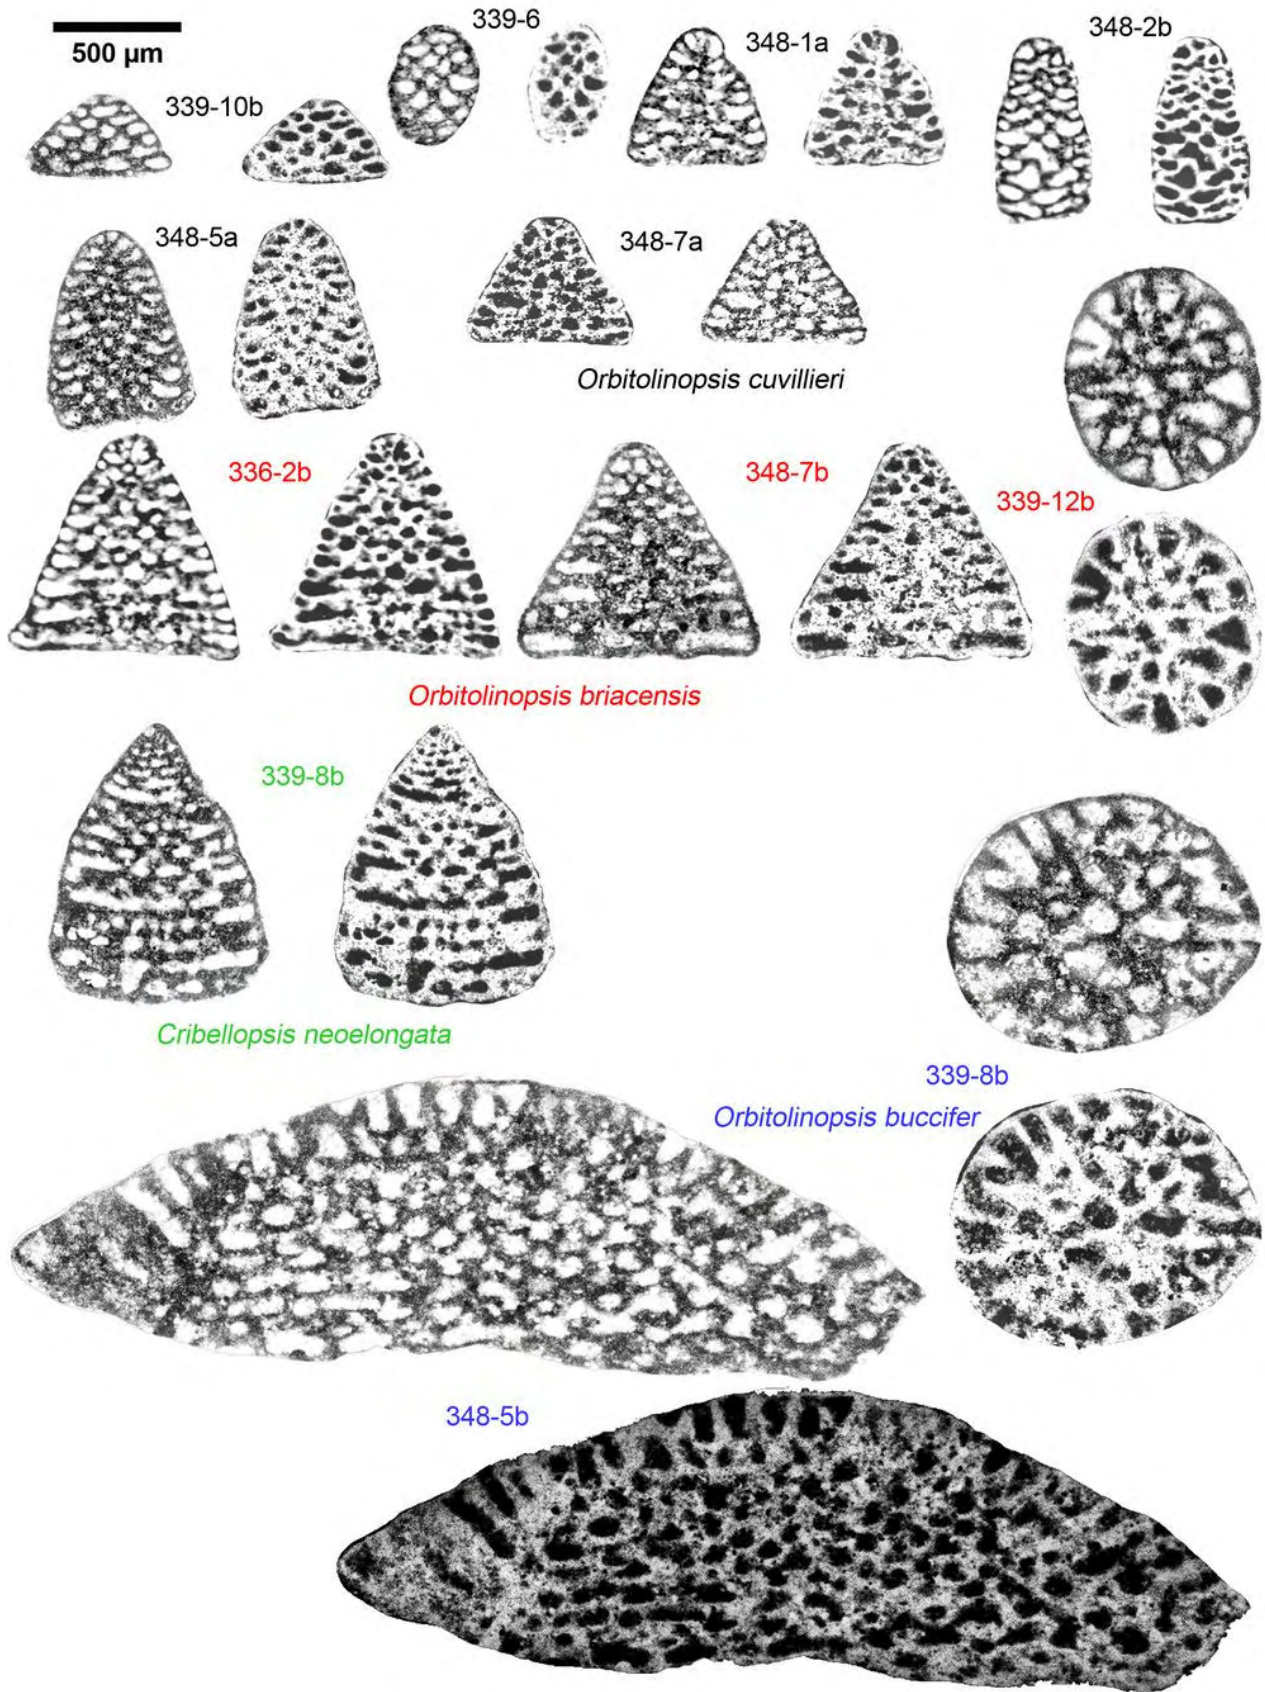 339-6
348-1a
348-2b
500 µm
339-10b
348-5a
348-7a
Orbitolinopsis cuvillieri
336-2b
348-7b
339-12b
Orbitolinopsis briacensis
339-8b
Cribellopsis neoelongata
339-8b
Orbitolinopsis buccifer
348-5b